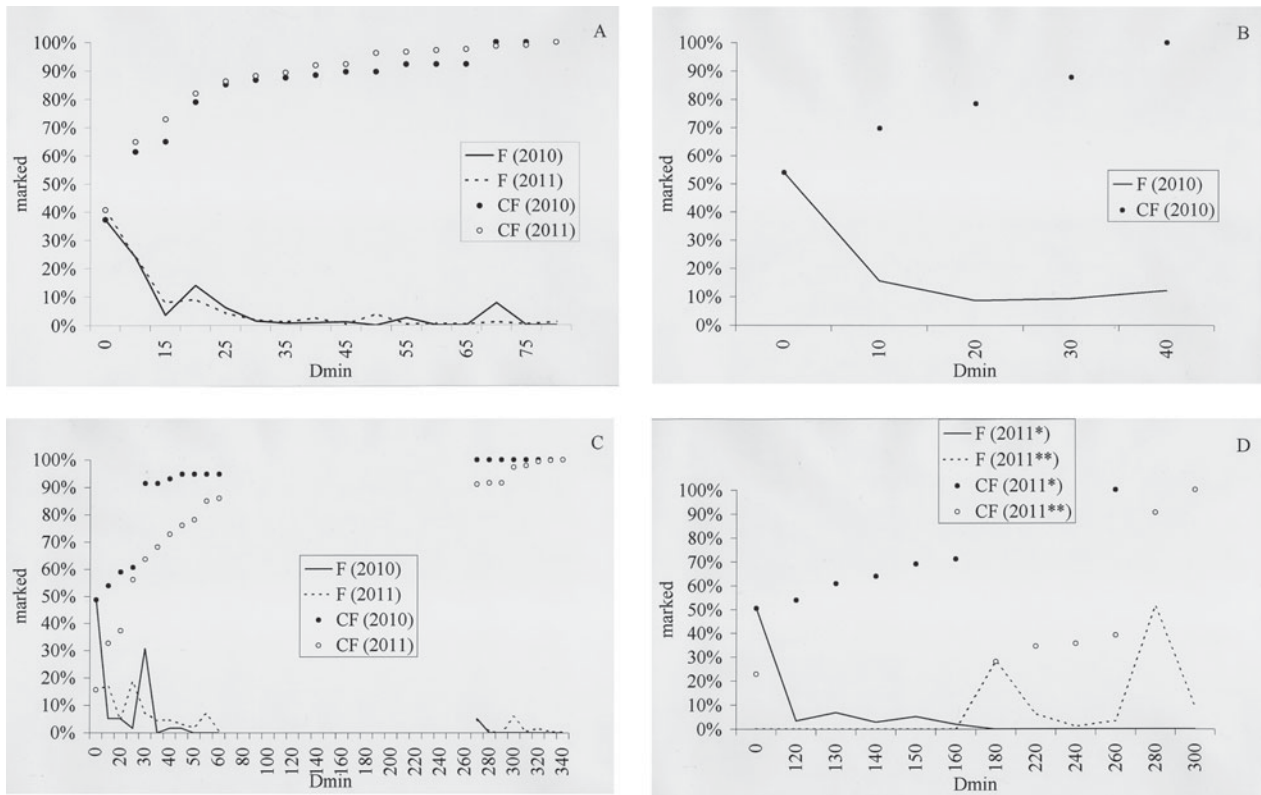 A
100%
90%
80%
70%
60%
50%
40%
30%
20%
10%
0%
marked
F (2010)
F (2011)
CF (2010)
CF (2011)
0 15 25 35 45 55 65 75
Dmin
B
100%
90%
80%
70%
60%
50%
40%
30%
20%
10%
0%
marked
F (2010)
CF (2010)
0 10 20 30 40
Dmin
C
100%
90%
80%
70%
60%
50%
40%
30%
20%
10%
0%
marked
F (2010)
F (2011)
CF (2010)
CF (2011)
0 20 30 40 50 60 80 100 120 140 160 180 200 220 240 260 280 300 320 340
Dmin
F (2011*)
F (2011**)
CF (2011*)
CF (2011**)
D
100%
90%
80%
70%
60%
50%
40%
30%
20%
10%
0%
marked
0 120 130 140 150 160 180 220 240 260 280 300
Dmin